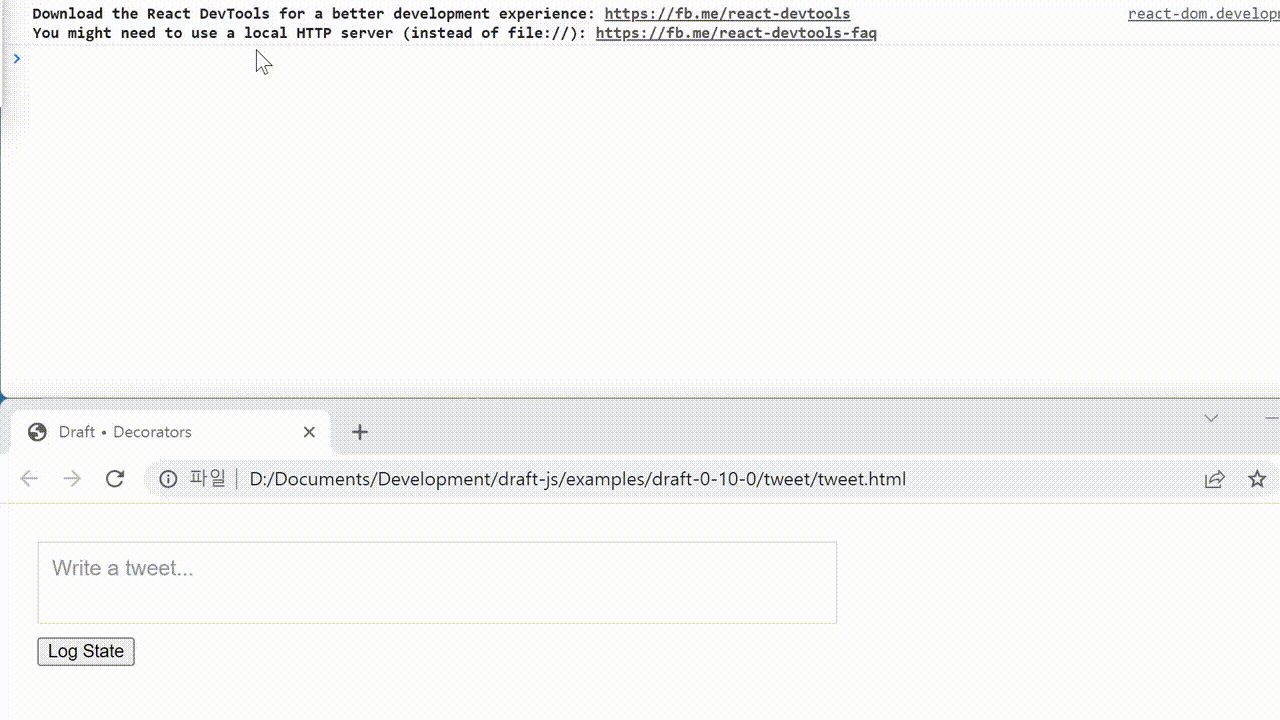 Download the React DevTools for a better development experience: https://fb.me/react-devtools react-dom.develop
You might need to use a local HTTP server (instead of file://): https://fb.me/react-devtools-faq
Draft • Decorators
파일 D:/Documents/Development/draft-js/examples/draft-0-10-0/tweet/tweet.html
Write a tweet...
Log State